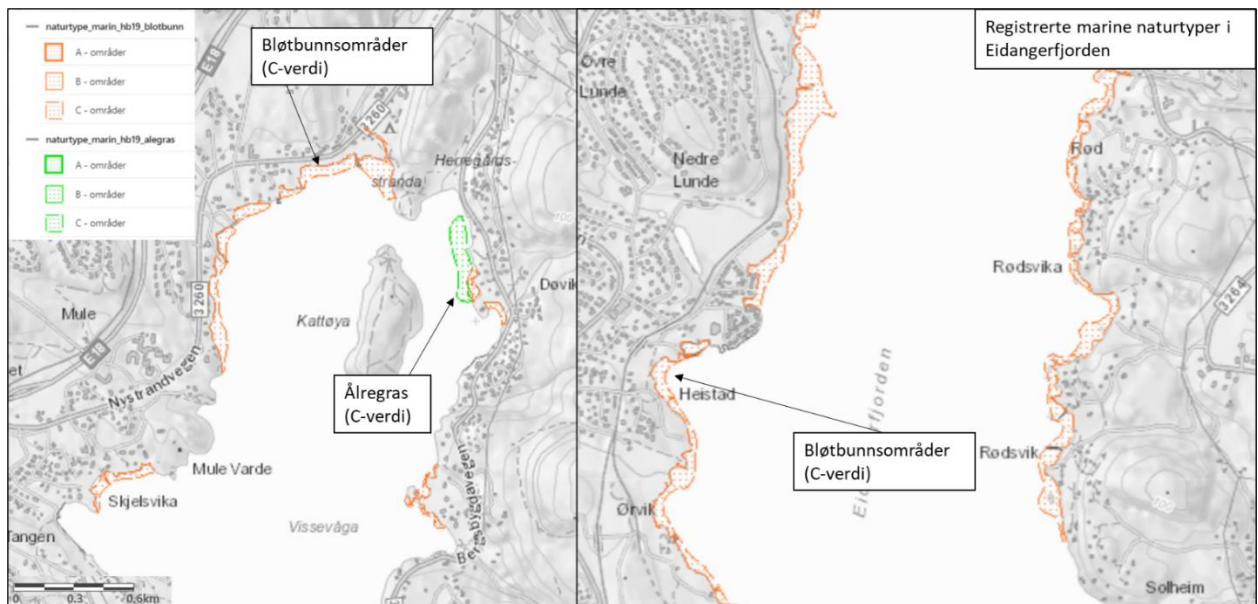 naturtype_marin_hb19_blotbunn
A - områder
B - områder
C - områder
naturtype_marin_hb19_alegras
A - områder
B - områder
C - områder
E18
Bløtbunnsområder
(C-verdi)
3260
Herregårds-
stranda
Døvik
Kattøya
Mule
3260
E18
Nystrandvegen
Ålregras
(C-verdi)
Mule Varde
Skjelsvika
Tangen
Vissevåga
0 0.3 0.6km
Registrerte marine naturtyper i
Eidangerfjorden
Øvre
Lunde
Nedre
Lunde
Rød
Rødsvika
3264
Heistad
Bløtbunnsområder
(C-verdi)
Rødsvik
Ørvik
Solheim